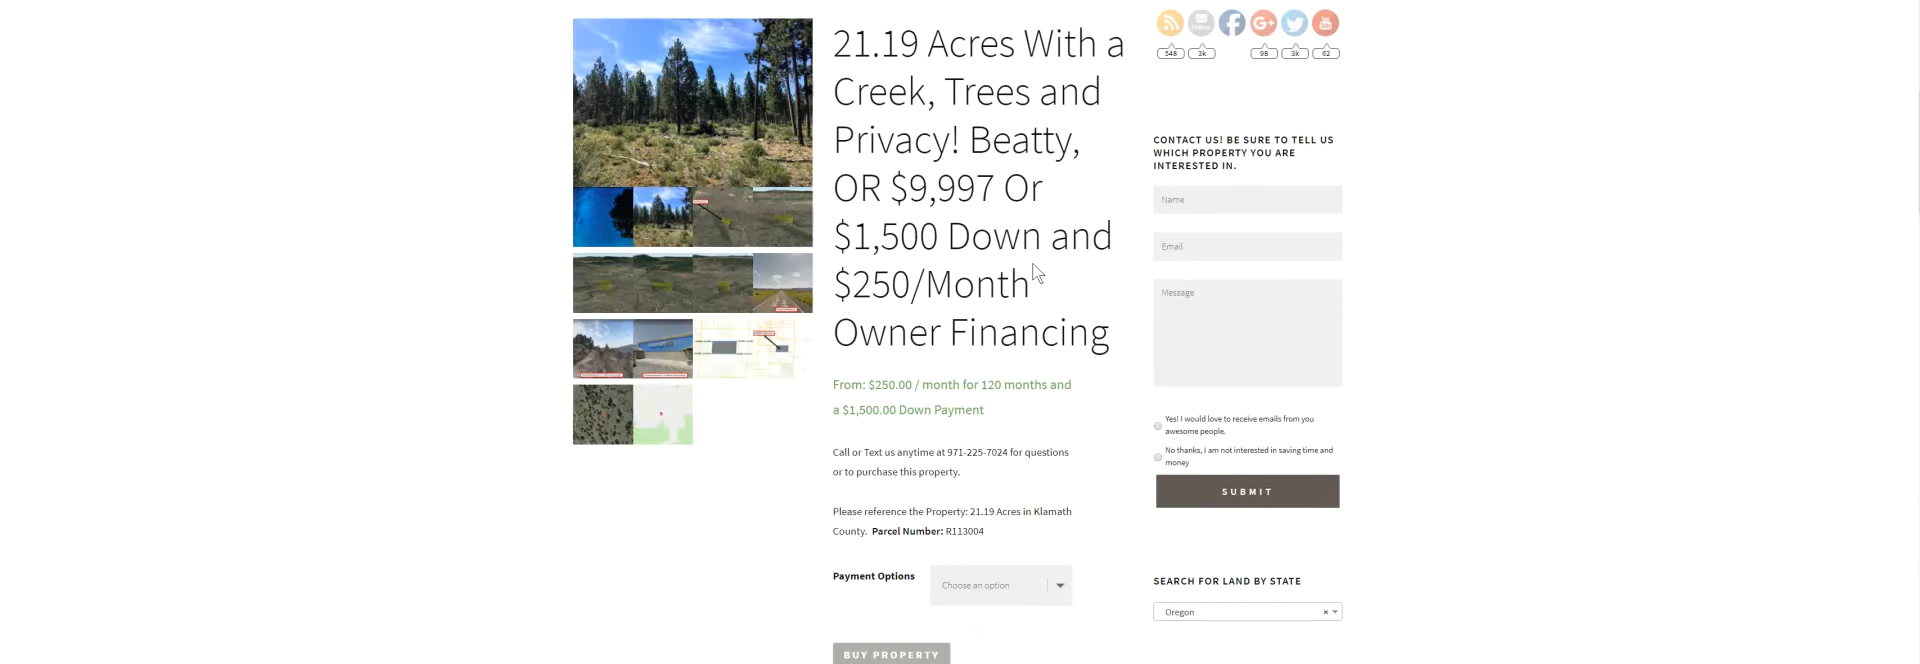 21.19 Acres With a
Creek, Trees and
Privacy! Beatty,
OR $9,997 Or
$1,500 Down and
$250/Month
Owner Financing
From: $250.00 / month for 120 months and
a $1,500.00 Down Payment
Call or Text us anytime at 971-225-7024 for questions
or to purchase this property.
Please reference the Property: 21.19 Acres in Klamath
County. Parcel Number: R113004
Payment Options
Choose an option
BUY PROPERTY
548
3k
98
3k
62
CONTACT US! BE SURE TO TELL US
WHICH PROPERTY YOU ARE
INTERESTED IN.
Name
Email
Message
Yes! I would love to receive emails from you
awesome people.
No thanks, I am not interested in saving time and
money
SUBMIT
SEARCH FOR LAND BY STATE
Oregon